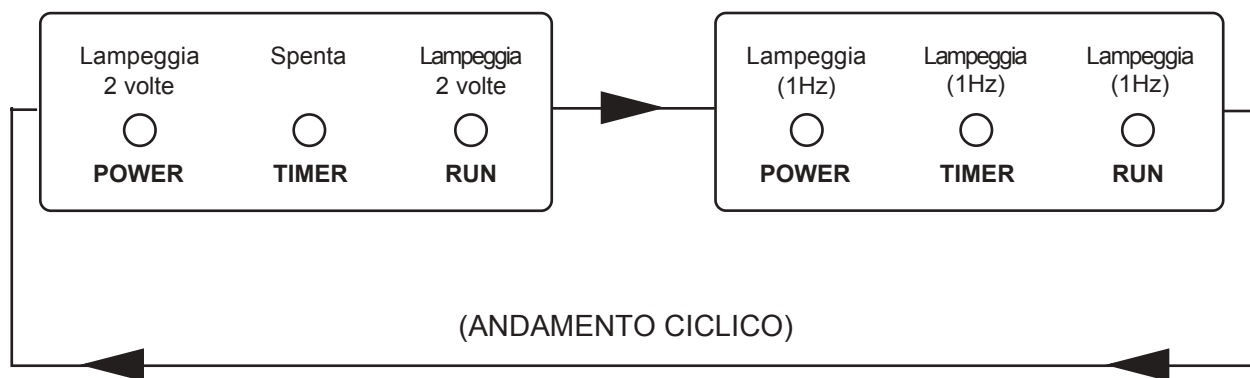 Lampeggia 2 volte
Spenta
Lampeggia 2 volte
POWER TIMER RUN
Lampeggia (1Hz)
Lampeggia (1Hz)
Lampeggia (1Hz)
POWER TIMER RUN
(ANDAMENTO CICLICO)